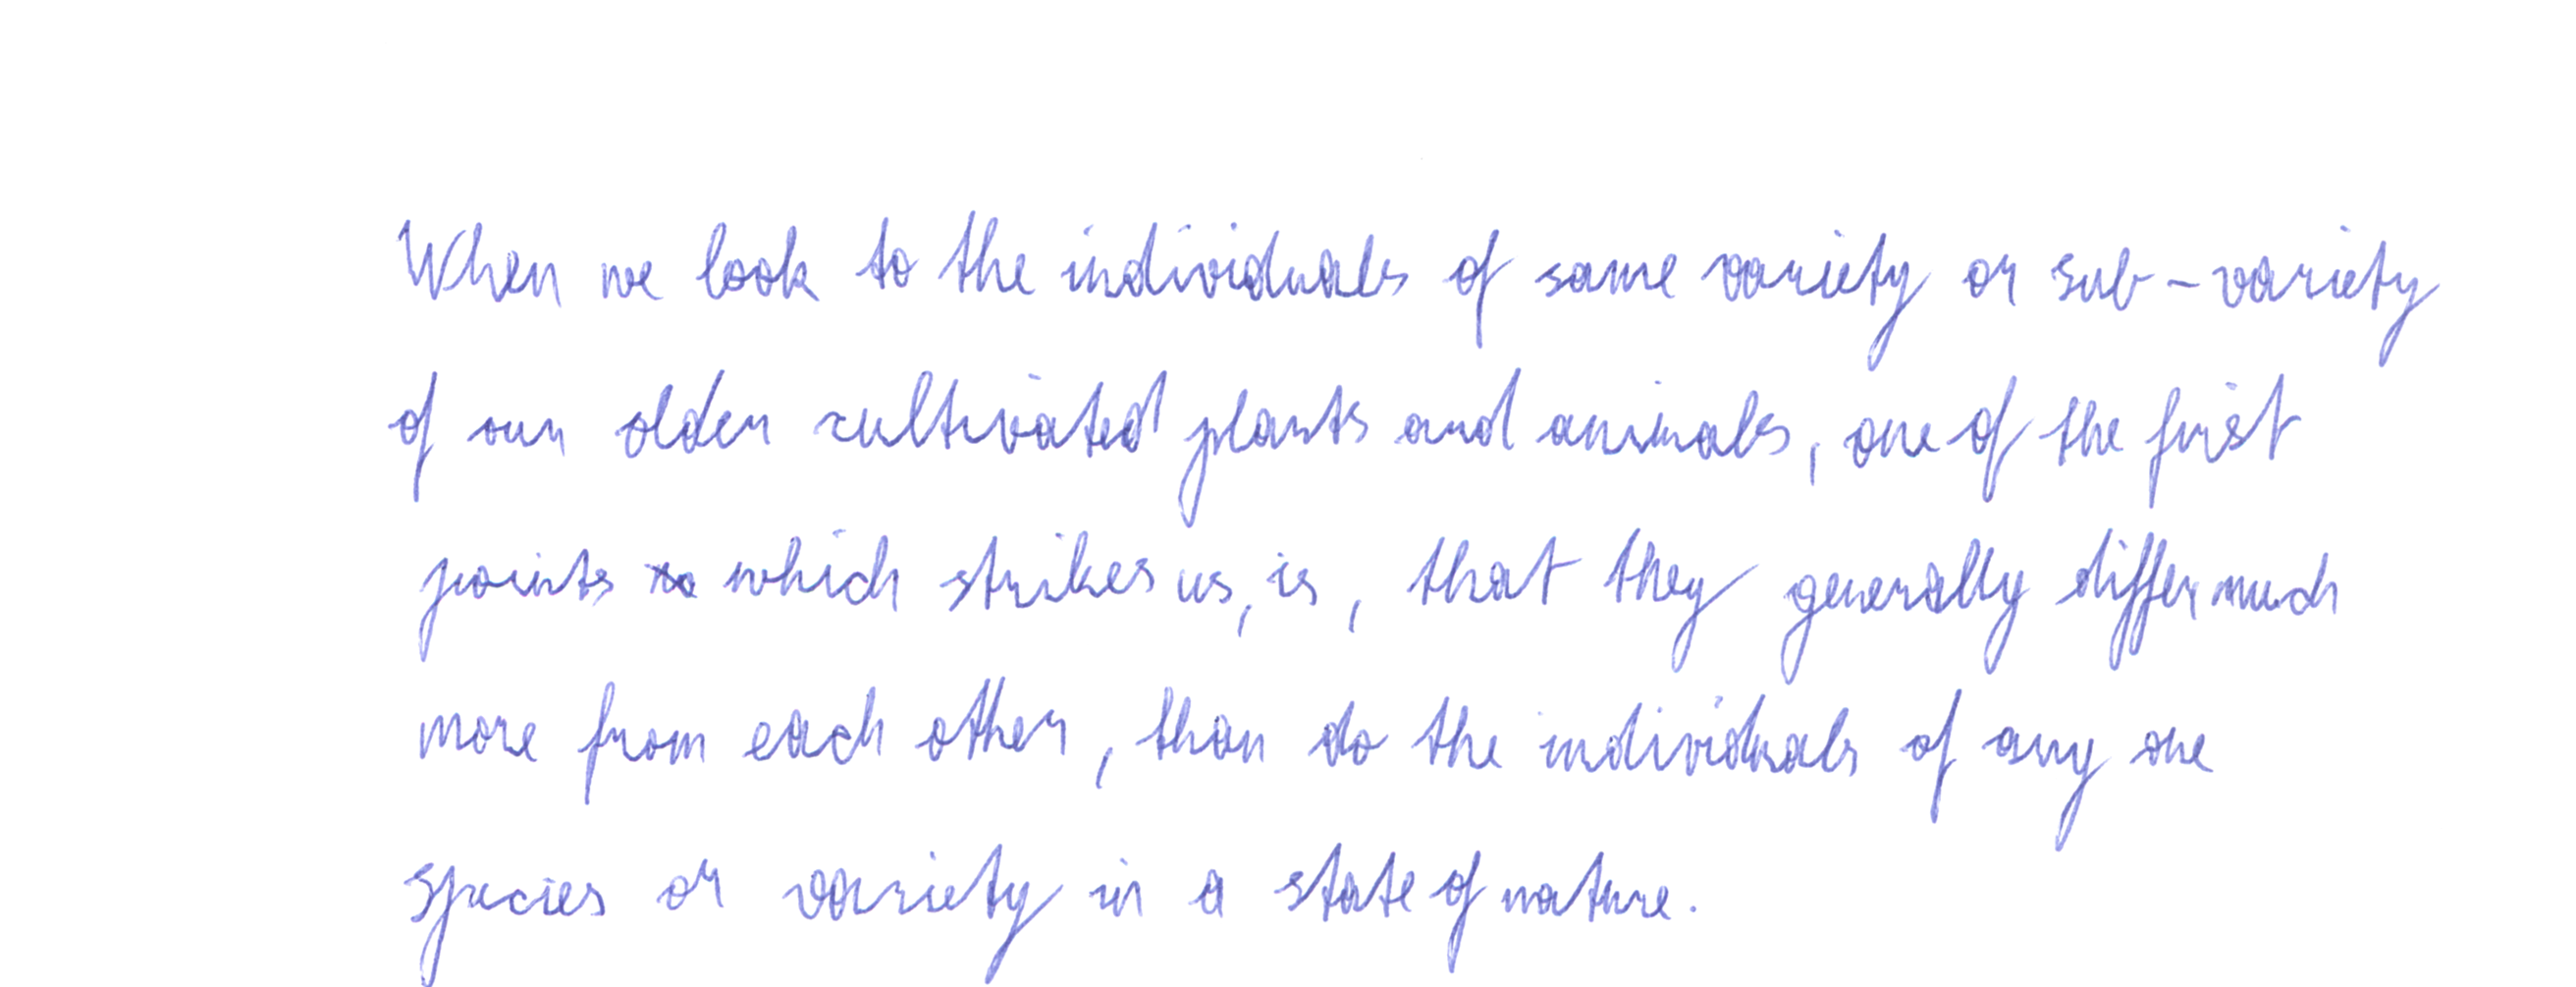 When we look to the individuals of same variety or sub-variety
of our older cultivated plants and animals, one of the first
points which strikes us, is, that they generally differ much
more from each other, than do the individuals of any one
species or variety in a state of nature.